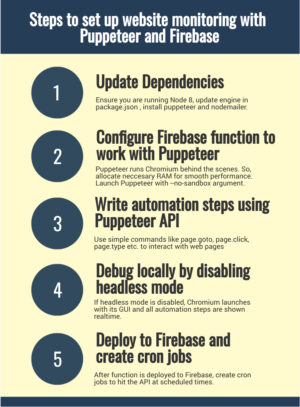 Steps to set up website monitoring with
Puppeteer and Firebase
1
Update Dependencies
Ensure you are running Node 8, update engine in
package.json , install puppeteer and nodemailer.
2
Configure Firebase function to
work with Puppeteer
Puppeteer runs Chromium behind the scenes. So,
allocate neccesary RAM for smooth performance.
Launch Puppeteer with --no-sandbox argument.
3
Write automation steps using
Puppeteer API
Use simple commands like page.goto, page.click,
page.type etc. to interact with web pages
4
Debug locally by disabling
headless mode
If headless mode is disabled, Chromium launches
with its GUI and all automation steps are shown
realtime.
5
Deploy to Firebase and
create cron jobs
After function is deployed to Firebase, create cron
jobs to hit the API at scheduled times.